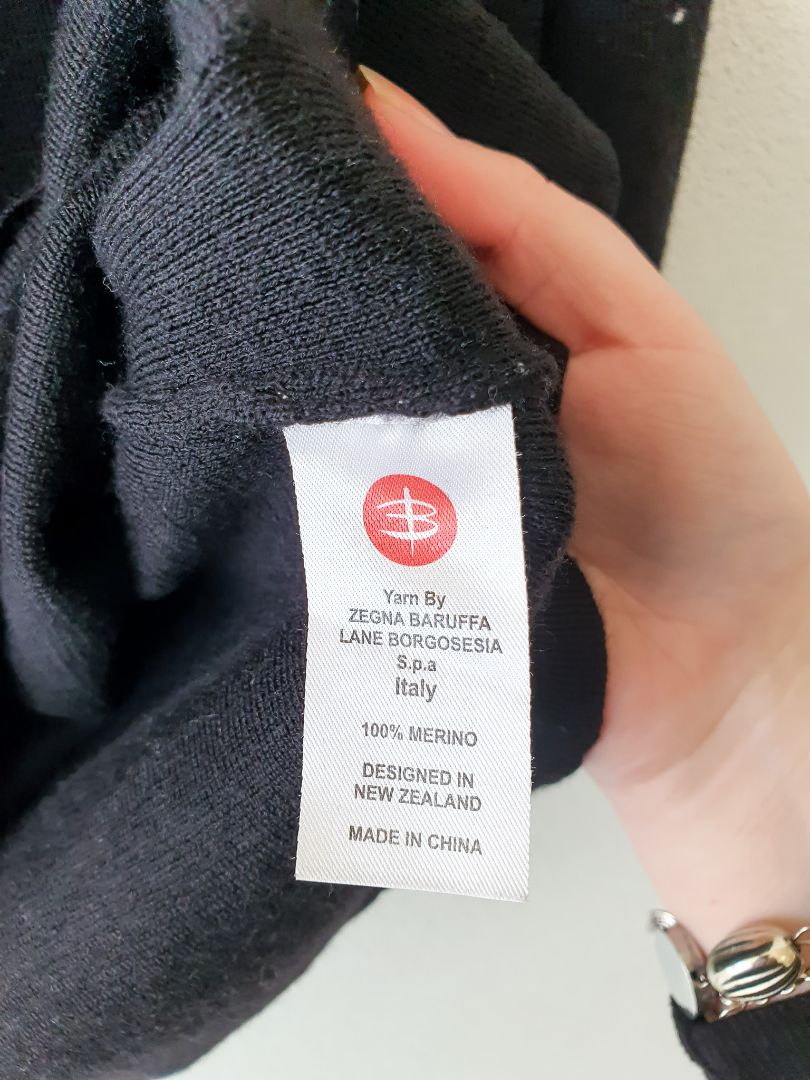 Yarn By
ZEGNA BARUFFA
LANE BORGOSESIA
S.p.a
Italy
100% MERINO
DESIGNED IN
NEW ZEALAND
MADE IN CHINA